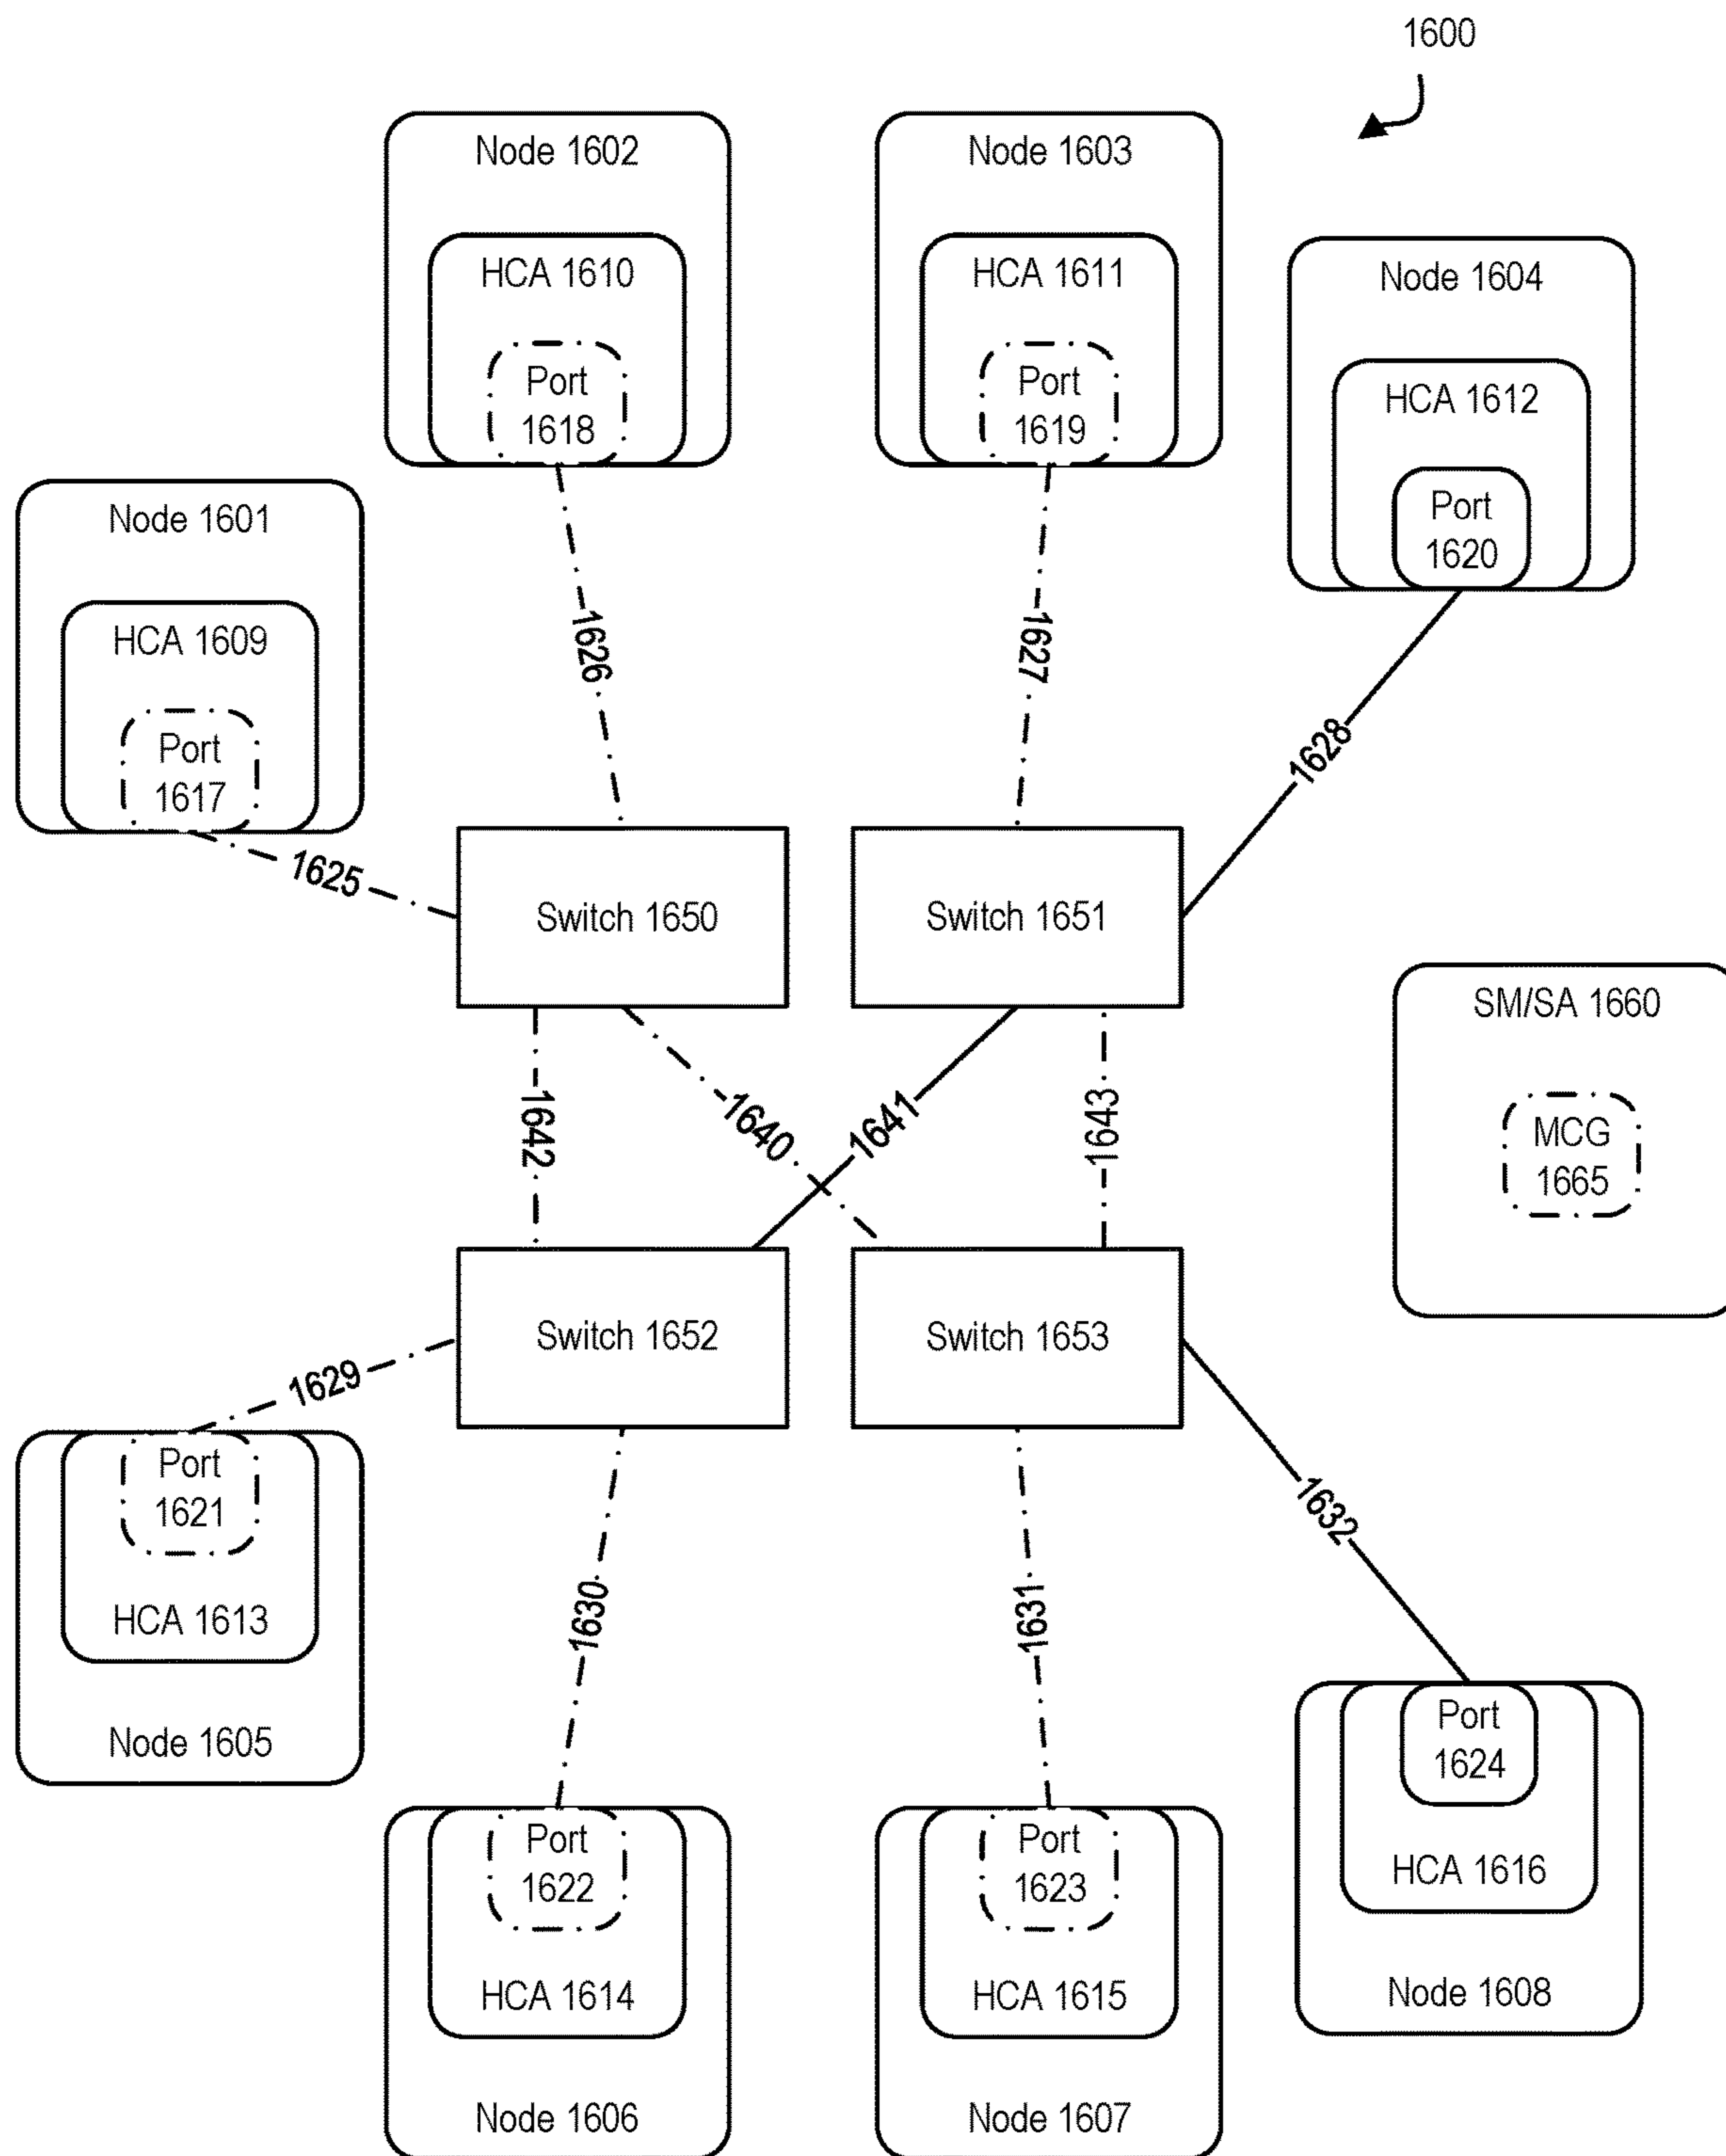 1600
Node 1602
HCA 1610
Port
1618
Node 1603
HCA 1611
Port
1619
Node 1604
HCA 1612
Port
1620
Node 1601
HCA 1609
Port
1617
1626
1627
1628
1625
Switch 1650
Switch 1651
SM/SA 1660
MCG
1665
1642
1640
1641
1643
Switch 1652
Switch 1653
1629
1630
1631
1632
Port
1621
HCA 1613
Node 1605
Port
1622
HCA 1614
Node 1606
Port
1623
HCA 1615
Node 1607
Port
1624
HCA 1616
Node 1608